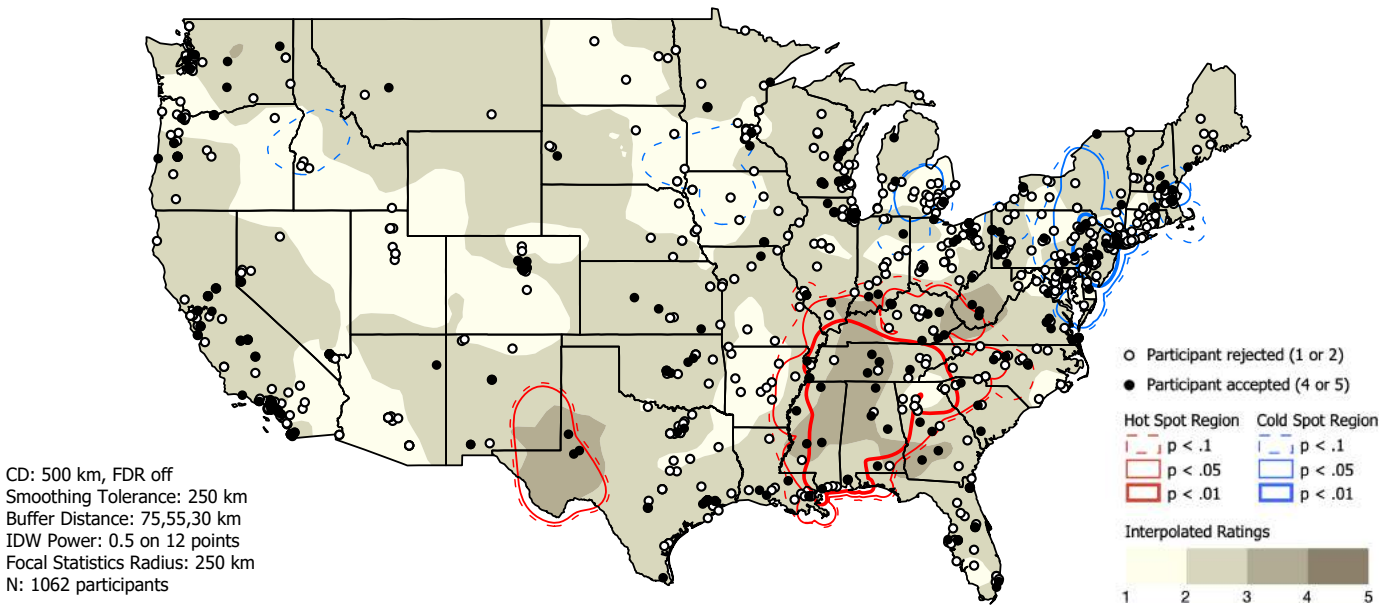 CD: 500 km, FDR off
Smoothing Tolerance: 250 km
Buffer Distance: 75,55,30 km
IDW Power: 0.5 on 12 points
Focal Statistics Radius: 250 km
N: 1062 participants
Participant rejected (1 or 2)
Participant accepted (4 or 5)
Hot Spot Region Cold Spot Region
p < .1 p < .1
p < .05 p < .05
p < .01 p < .01
Interpolated Ratings
1 2 3 4 5